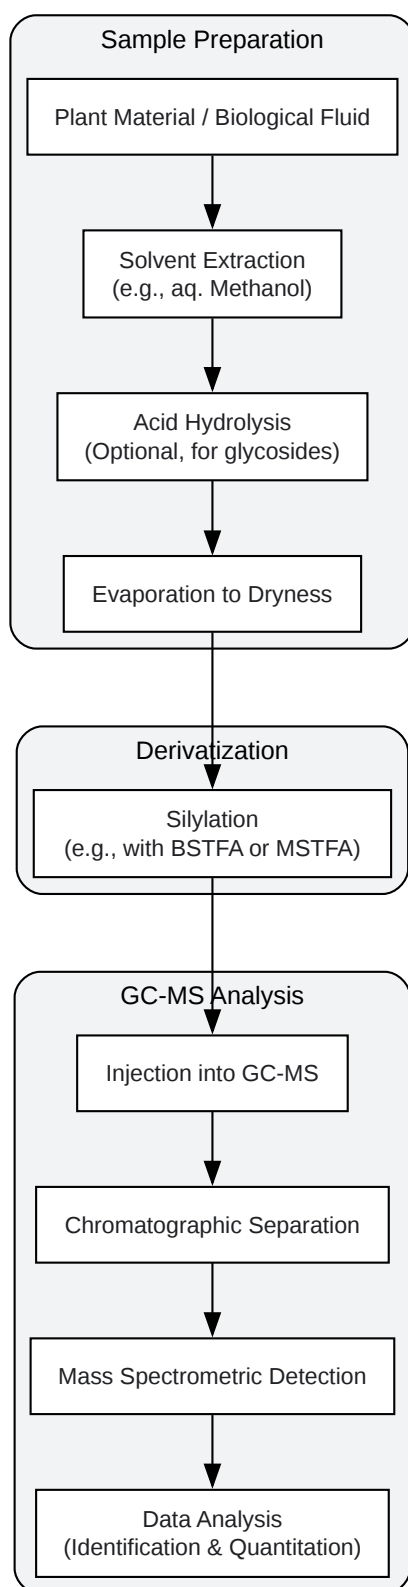 Sample Preparation
Plant Material / Biological Fluid
Solvent Extraction
(e.g., aq. Methanol)
Acid Hydrolysis
(Optional, for glycosides)
Evaporation to Dryness
Derivatization
Silylation
(e.g., with BSTFA or MSTFA)
GC-MS Analysis
Injection into GC-MS
Chromatographic Separation
Mass Spectrometric Detection
Data Analysis
(Identification & Quantitation)